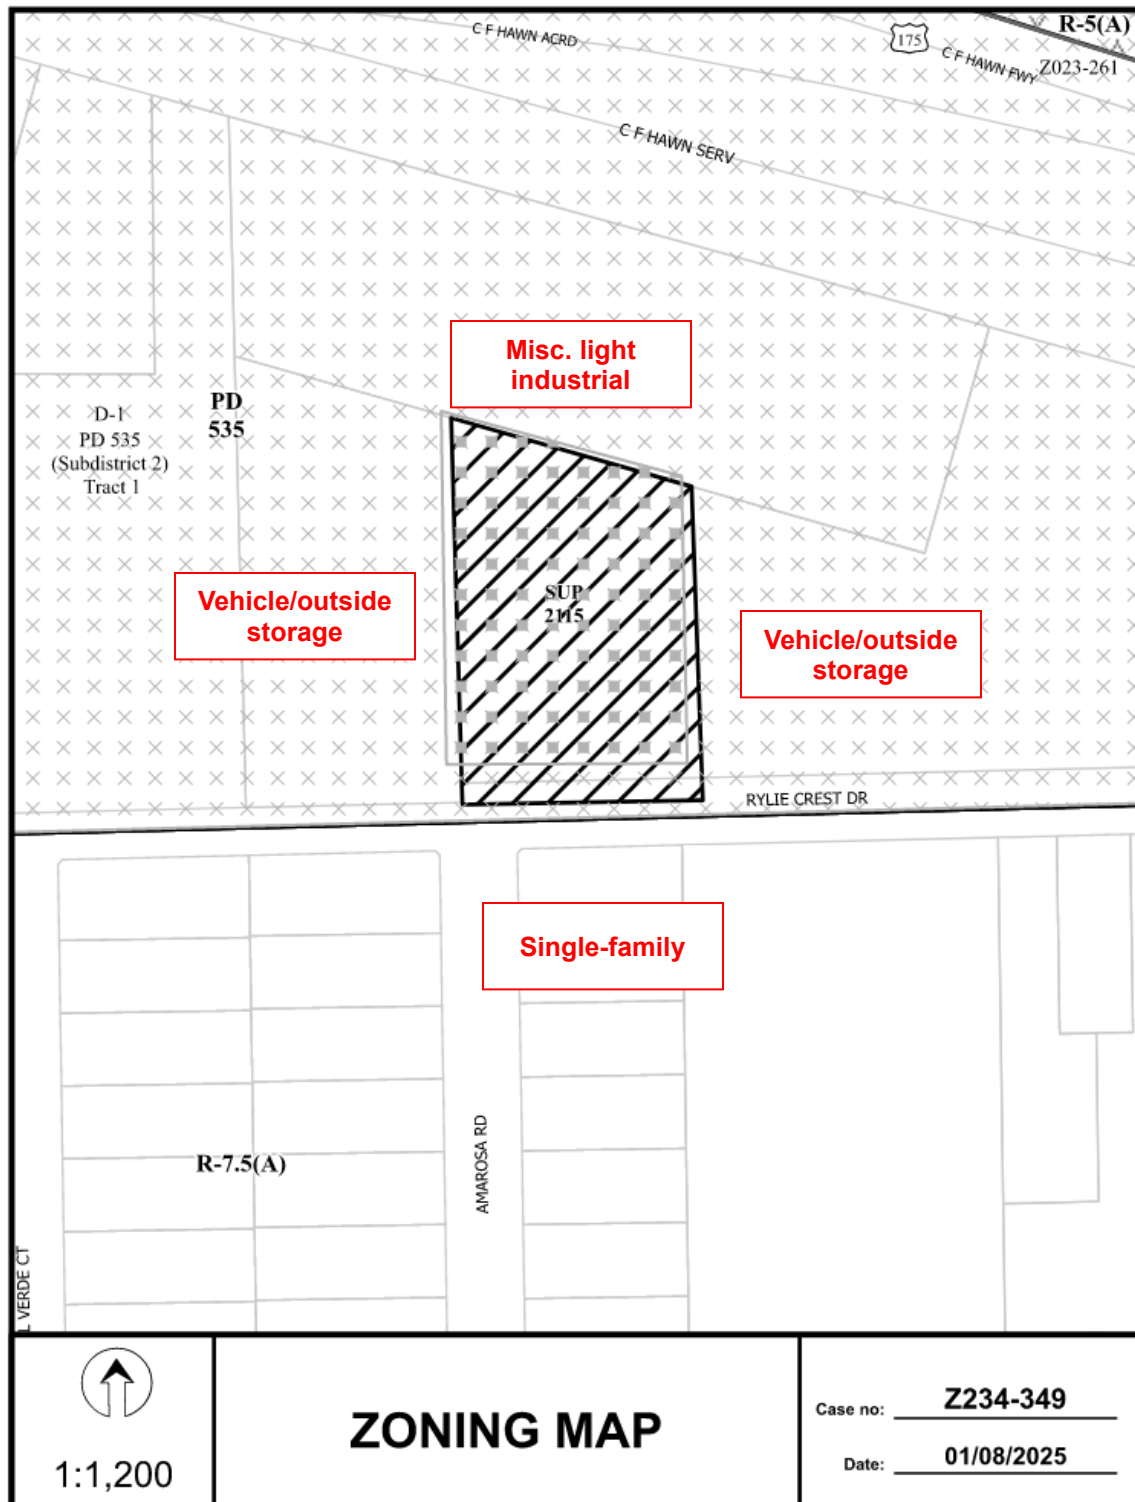 C F HAWN ACRD
175
R-5(A)
C F HAWN FWY
Z023-261
C F HAWN SERV
Misc. light
industrial
D-1
PD 535
(Subdistrict 2)
Tract 1
PD
535
Vehicle/outside
storage
SUP
2115
Vehicle/outside
storage
RYLIE CREST DR
Single-family
AMAROSA RD
R-7.5(A)
L VERDE CT
1:1,200
ZONING MAP
Case no: Z234-349
Date: 01/08/2025